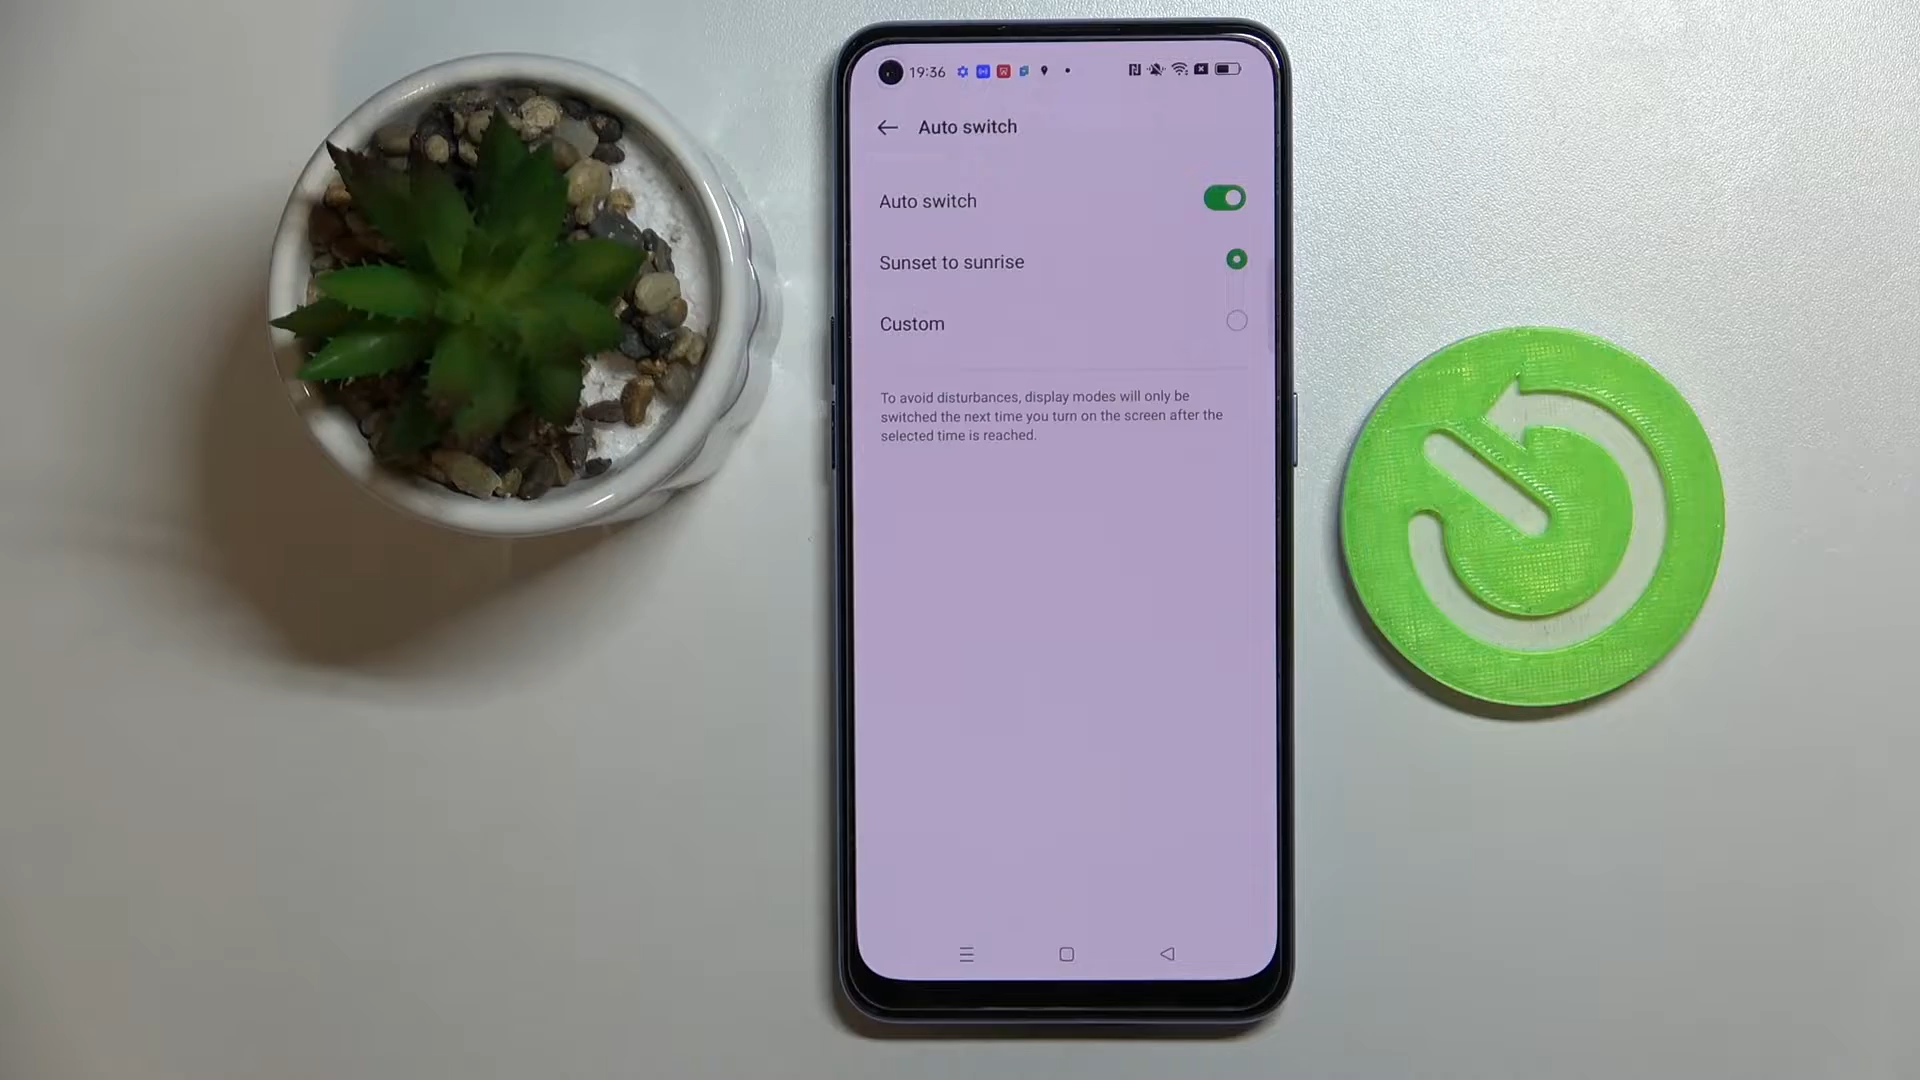 19:36
Auto switch
Auto switch
Sunset to sunrise
Custom
To avoid disturbances, display modes will only be
switched the next time you turn on the screen after the
selected time is reached.